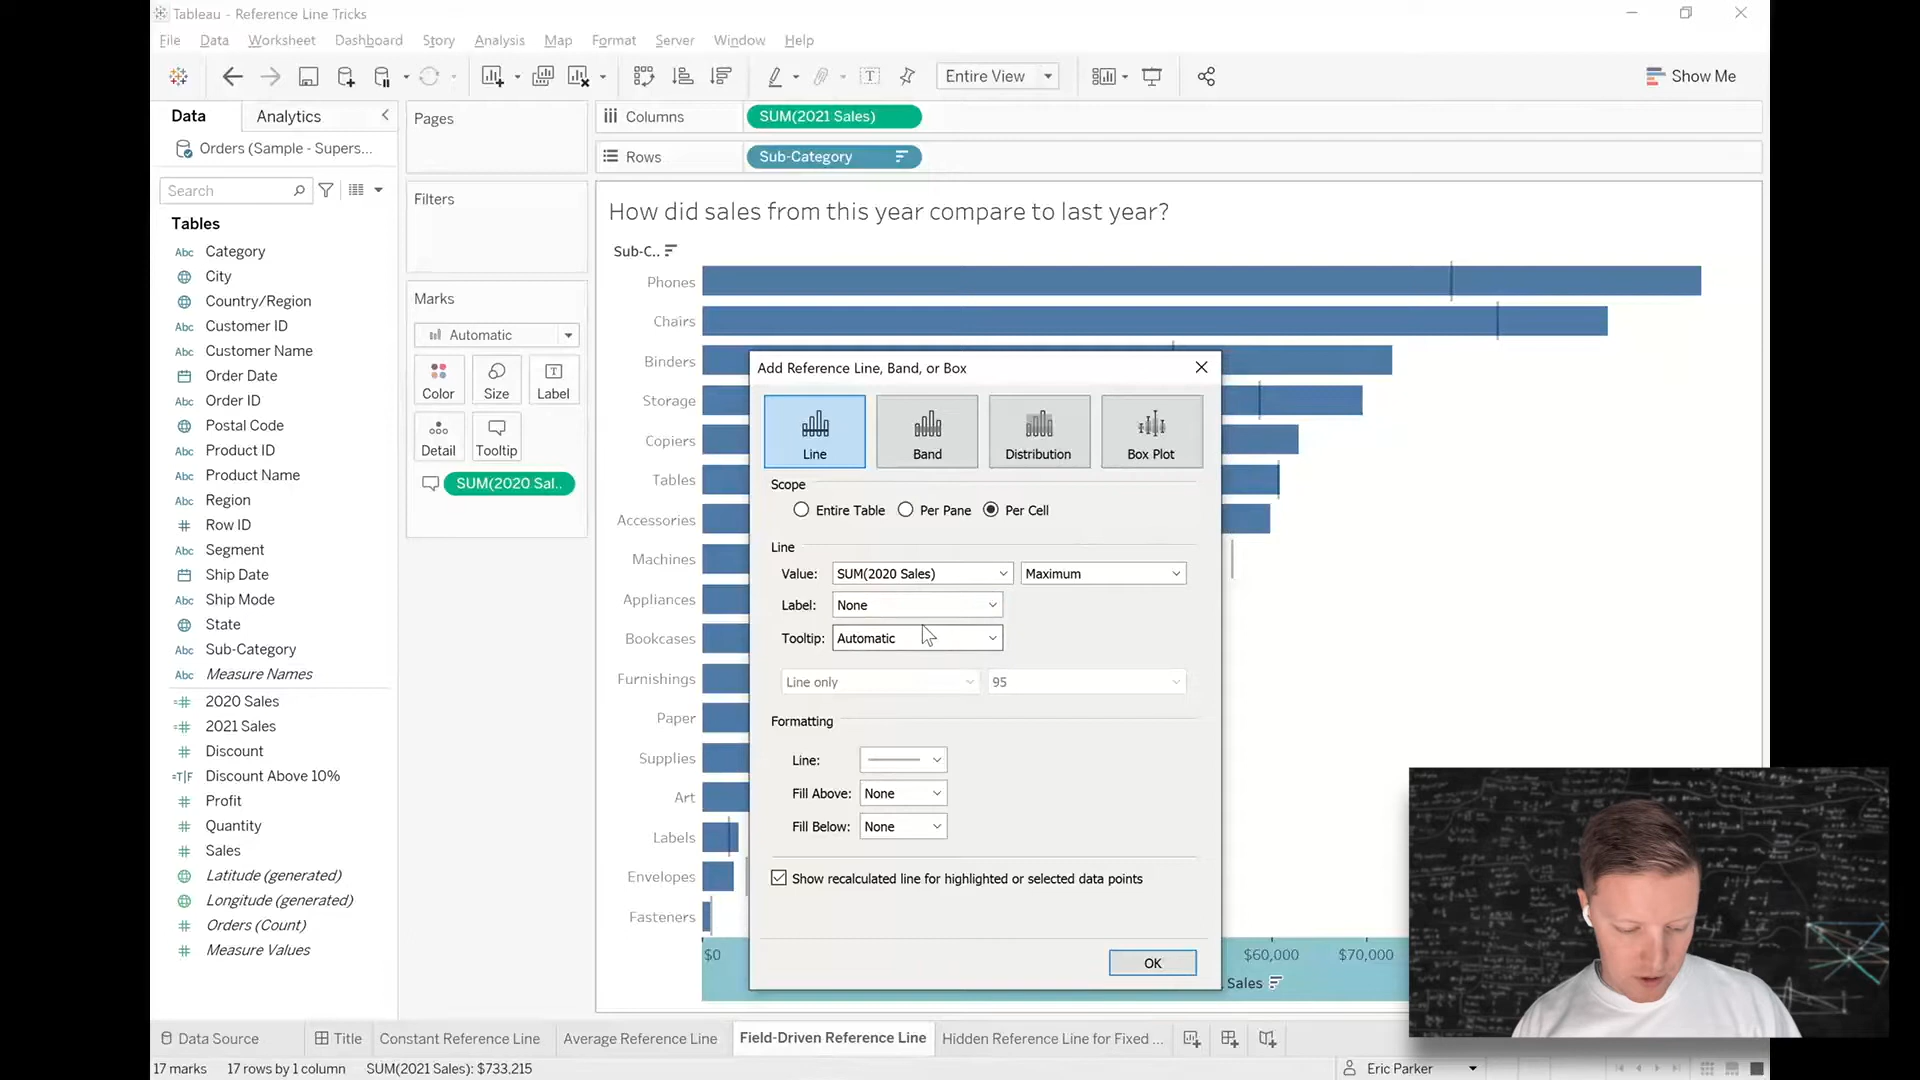 Tableau - Reference Line Tricks
File Data Worksheet Dashboard Story Analysis Map Format Server Window Help
Entire View
Show Me
Data Analytics
Orders (Sample - Supers...
Search
Tables
Abc Category
City
Country/Region
Abc Customer ID
Abc Customer Name
Order Date
Abc Order ID
Postal Code
Abc Product ID
Abc Product Name
Abc Region
# Row ID
Abc Segment
Ship Date
Abc Ship Mode
State
Abc Sub-Category
Abc Measure Names
=# 2020 Sales
=# 2021 Sales
# Discount
=T|F Discount Above 10%
# Profit
# Quantity
# Sales
Latitude (generated)
Longitude (generated)
# Orders (Count)
# Measure Values
Pages
Filters
Marks
Automatic
Color Size Label
Detail Tooltip
SUM(2020 Sal..
Columns SUM(2021 Sales)
Rows Sub-Category
How did sales from this year compare to last year?
Sub-C..
Phones
Chairs
Binders
Storage
Copiers
Tables
Accessories
Machines
Appliances
Bookcases
Furnishings
Paper
Supplies
Art
Labels
Envelopes
Fasteners
$0 $60,000 $70,000
Sales
Add Reference Line, Band, or Box
Line Band Distribution Box Plot
Scope
Entire Table Per Pane Per Cell
Line
Value: SUM(2020 Sales) Maximum
Label: None
Tooltip: Automatic
Line only 95
Formatting
Line:
Fill Above: None
Fill Below: None
Show recalculated line for highlighted or selected data points
OK
Data Source Title Constant Reference Line Average Reference Line Field-Driven Reference Line Hidden Reference Line for Fixed ...
17 marks 17 rows by 1 column SUM(2021 Sales): $733,215 Eric Parker